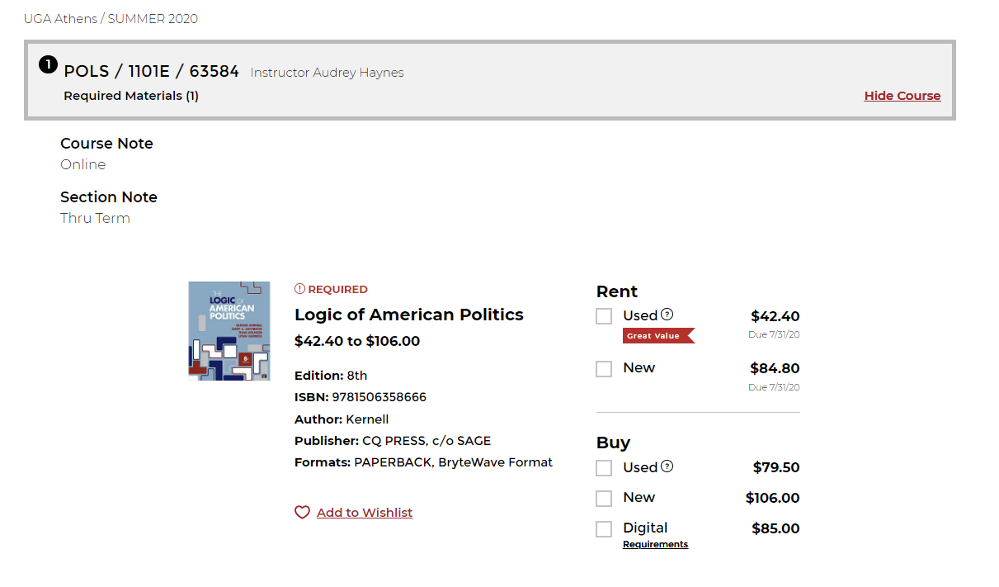 UGA Athens / SUMMER 2020
1
POLS / 1101E / 63584 Instructor Audrey Haynes
Required Materials (1)
Hide Course
Course Note
Online
Section Note
Thru Term
THE
LOGIC of
AMERICAN
POLITICS
REQUIRED
Logic of American Politics
$42.40 to $106.00
Edition: 8th
ISBN: 9781506358666
Author: Kernell
Publisher: CQ PRESS, c/o SAGE
Formats: PAPERBACK, BryteWave Format
Add to Wishlist
Rent
Used ? $42.40
Great Value Due 7/31/20
New $84.80
Due 7/31/20
Buy
Used ? $79.50
New $106.00
Digital $85.00
Requirements